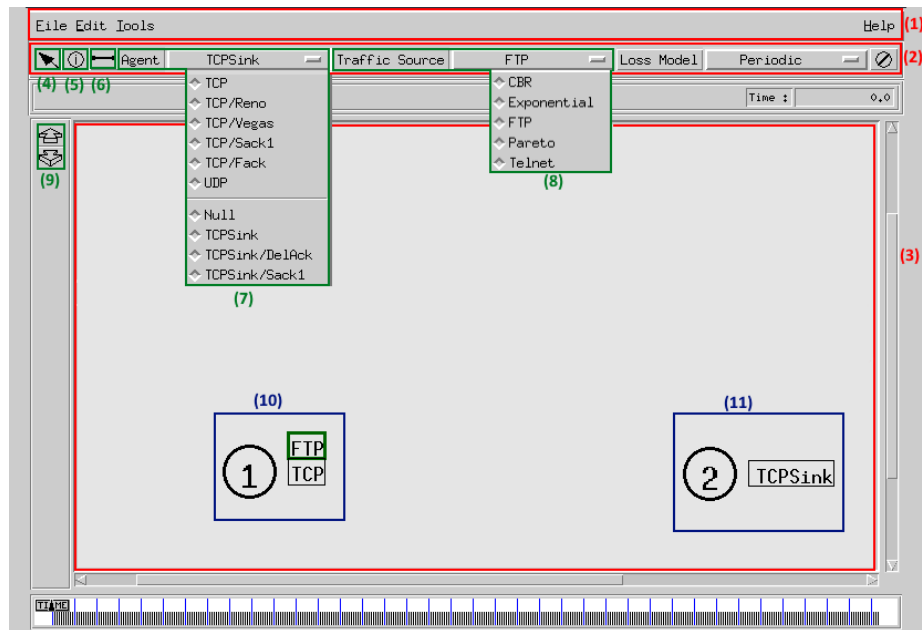 Eile Edit Iools Help (1)
Agent TCPSink Traffic Source FTP Loss Model Periodic (2)
(4) (5) (6)
Time : 0.0
TCP
TCP/Reno
TCP/Vegas
TCP/Sack1
TCP/Fack
UDP
Null
TCPSink
TCPSink/DelAck
TCPSink/Sack1
(7)
CBR
Exponential
FTP
Pareto
Telnet
(8)
(9)
(3)
(10)
1
FTP
TCP
(11)
2
TCPSink
TIME